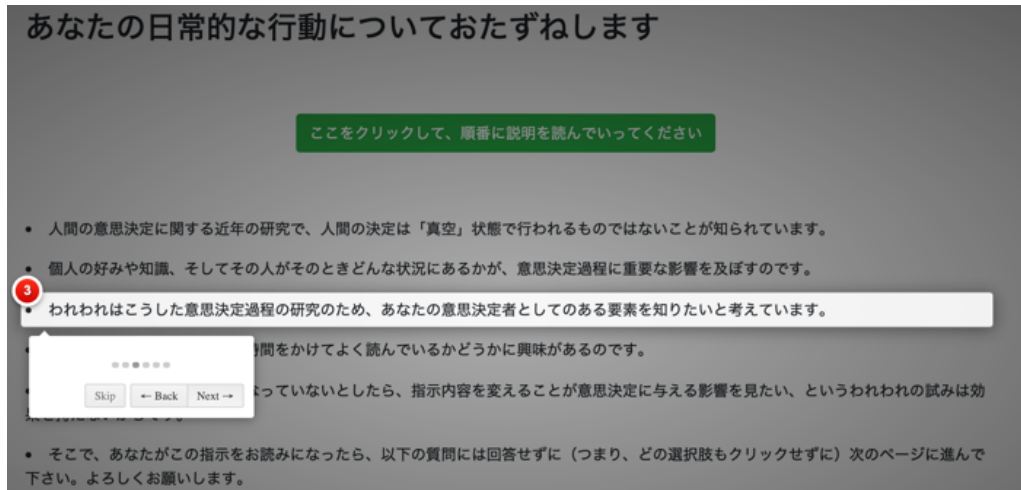 あなたの日常的な行動についておたずねします
ここをクリックして、順番に説明を読んでいってください
• 人間の意思決定に関する近年の研究で、人間の決定は「真空」状態で行われるものではないことが知られています。
• 個人の好みや知識、そしてその人がそのときどんな状況にあるかが、意思決定過程に重要な影響を及ぼすのです。
3
• われわれはこうした意思決定過程の研究のため、あなたの意思決定者としてのある要素を知りたいと考えています。
時間をかけてよく読んでいるかどうかに興味があるのです。
なっていないとしたら、指示内容を変えることが意思決定に与える影響を見たい、というわれわれの試みは効
Skip ← Back Next →
• そこで、あなたがこの指示をお読みになったら、以下の質問には回答せずに（つまり、どの選択肢もクリックせずに）次のページに進んで
下さい。よろしくお願いします。